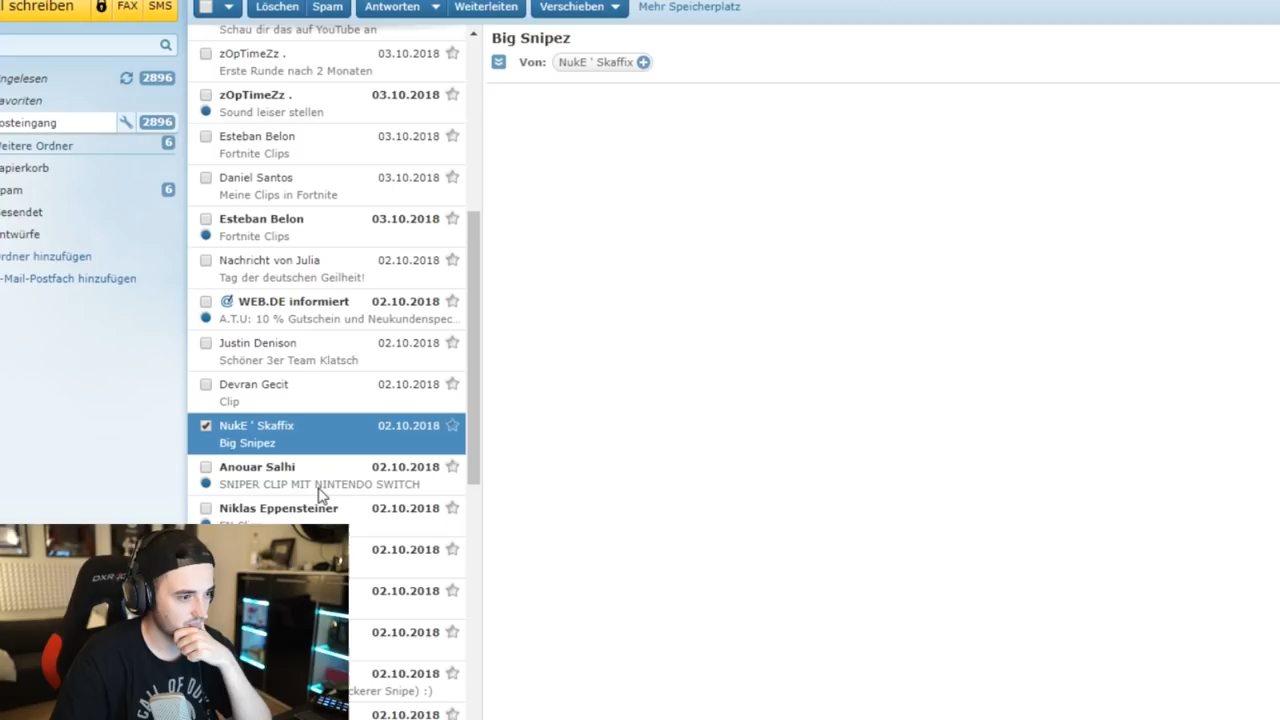 l schreiben FAX SMS
Löschen Spam Antworten Weiterleiten Verschieben Mehr Speicherplatz
ngelesen 2896
avoriten
osteingang 2896
eitere Ordner 6
apierkorb
pam 6
esendet
ntwürfe
rdner hinzufügen
-Mail-Postfach hinzufügen
Schau dir das auf YouTube an
zOpTimeZz . 03.10.2018
Erste Runde nach 2 Monaten
zOpTimeZz . 03.10.2018
Sound leiser stellen
Esteban Belon 03.10.2018
Fortnite Clips
Daniel Santos 03.10.2018
Meine Clips in Fortnite
Esteban Belon 03.10.2018
Fortnite Clips
Nachricht von Julia 02.10.2018
Tag der deutschen Geilheit!
WEB.DE informiert 02.10.2018
A.T.U: 10 % Gutschein und Neukundenspec...
Justin Denison 02.10.2018
Schöner 3er Team Klatsch
Devran Gecit 02.10.2018
Clip
NukE ' Skaffix 02.10.2018
Big Snipez
Anouar Salhi 02.10.2018
SNIPER CLIP MIT NINTENDO SWITCH
Niklas Eppensteiner 02.10.2018
02.10.2018
02.10.2018
02.10.2018
02.10.2018
ckerer Snipe) :)
02.10.2018
Big Snipez
Von: NukE ' Skaffix
DXR
CALL OF DUT